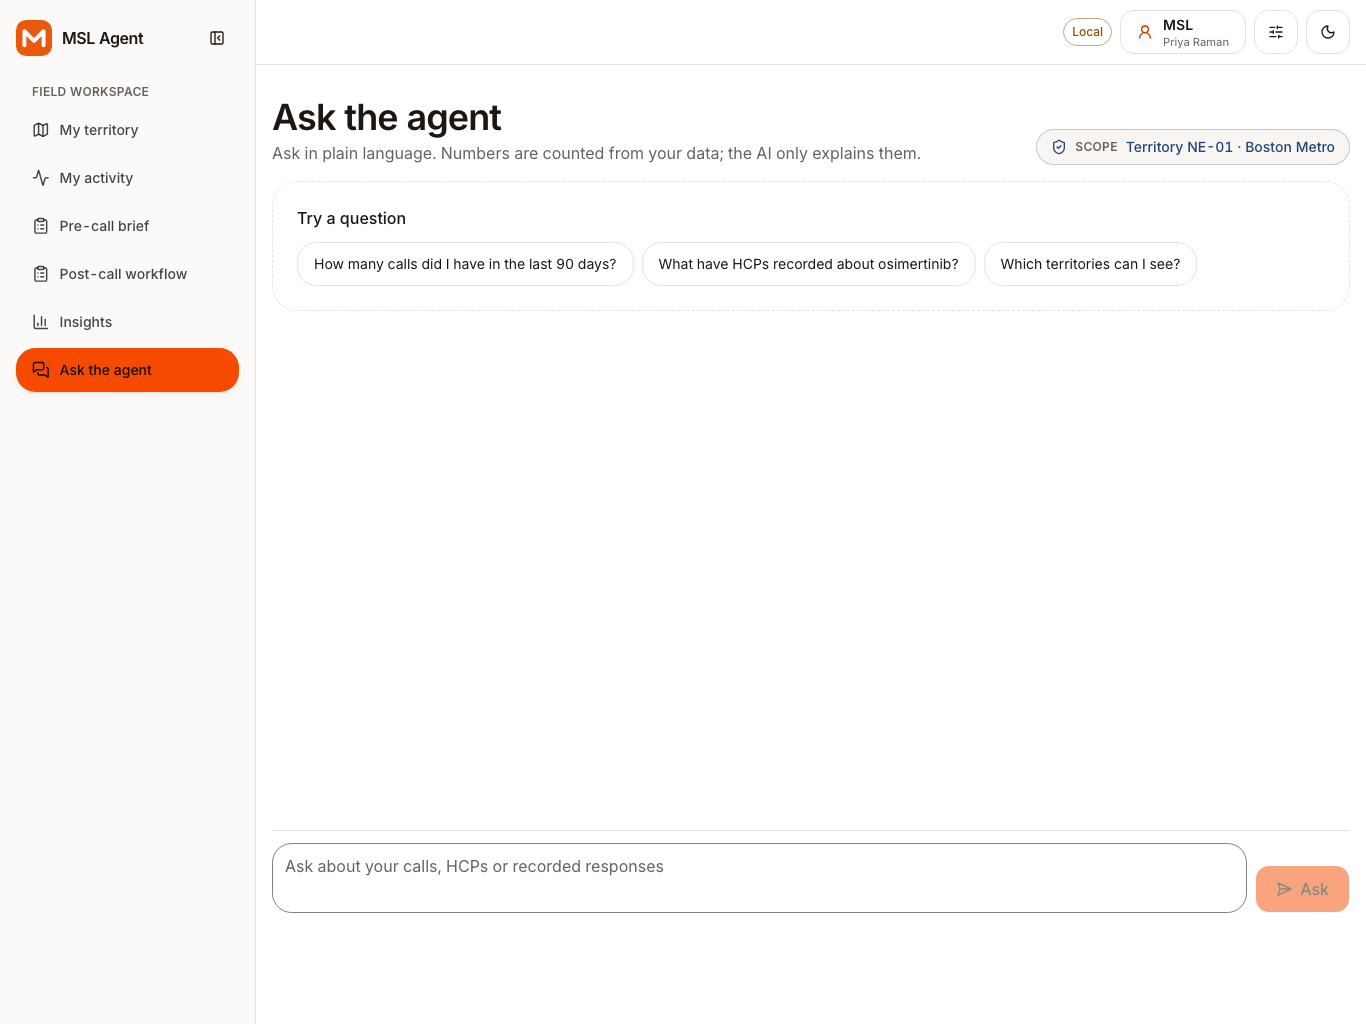 MSL Agent
FIELD WORKSPACE
My territory
My activity
Pre-call brief
Post-call workflow
Insights
Ask the agent
Local
MSL
Priya Raman
Ask the agent
Ask in plain language. Numbers are counted from your data; the AI only explains them.
SCOPE Territory NE-01 · Boston Metro
Try a question
How many calls did I have in the last 90 days?
What have HCPs recorded about osimertinib?
Which territories can I see?
Ask about your calls, HCPs or recorded responses
Ask